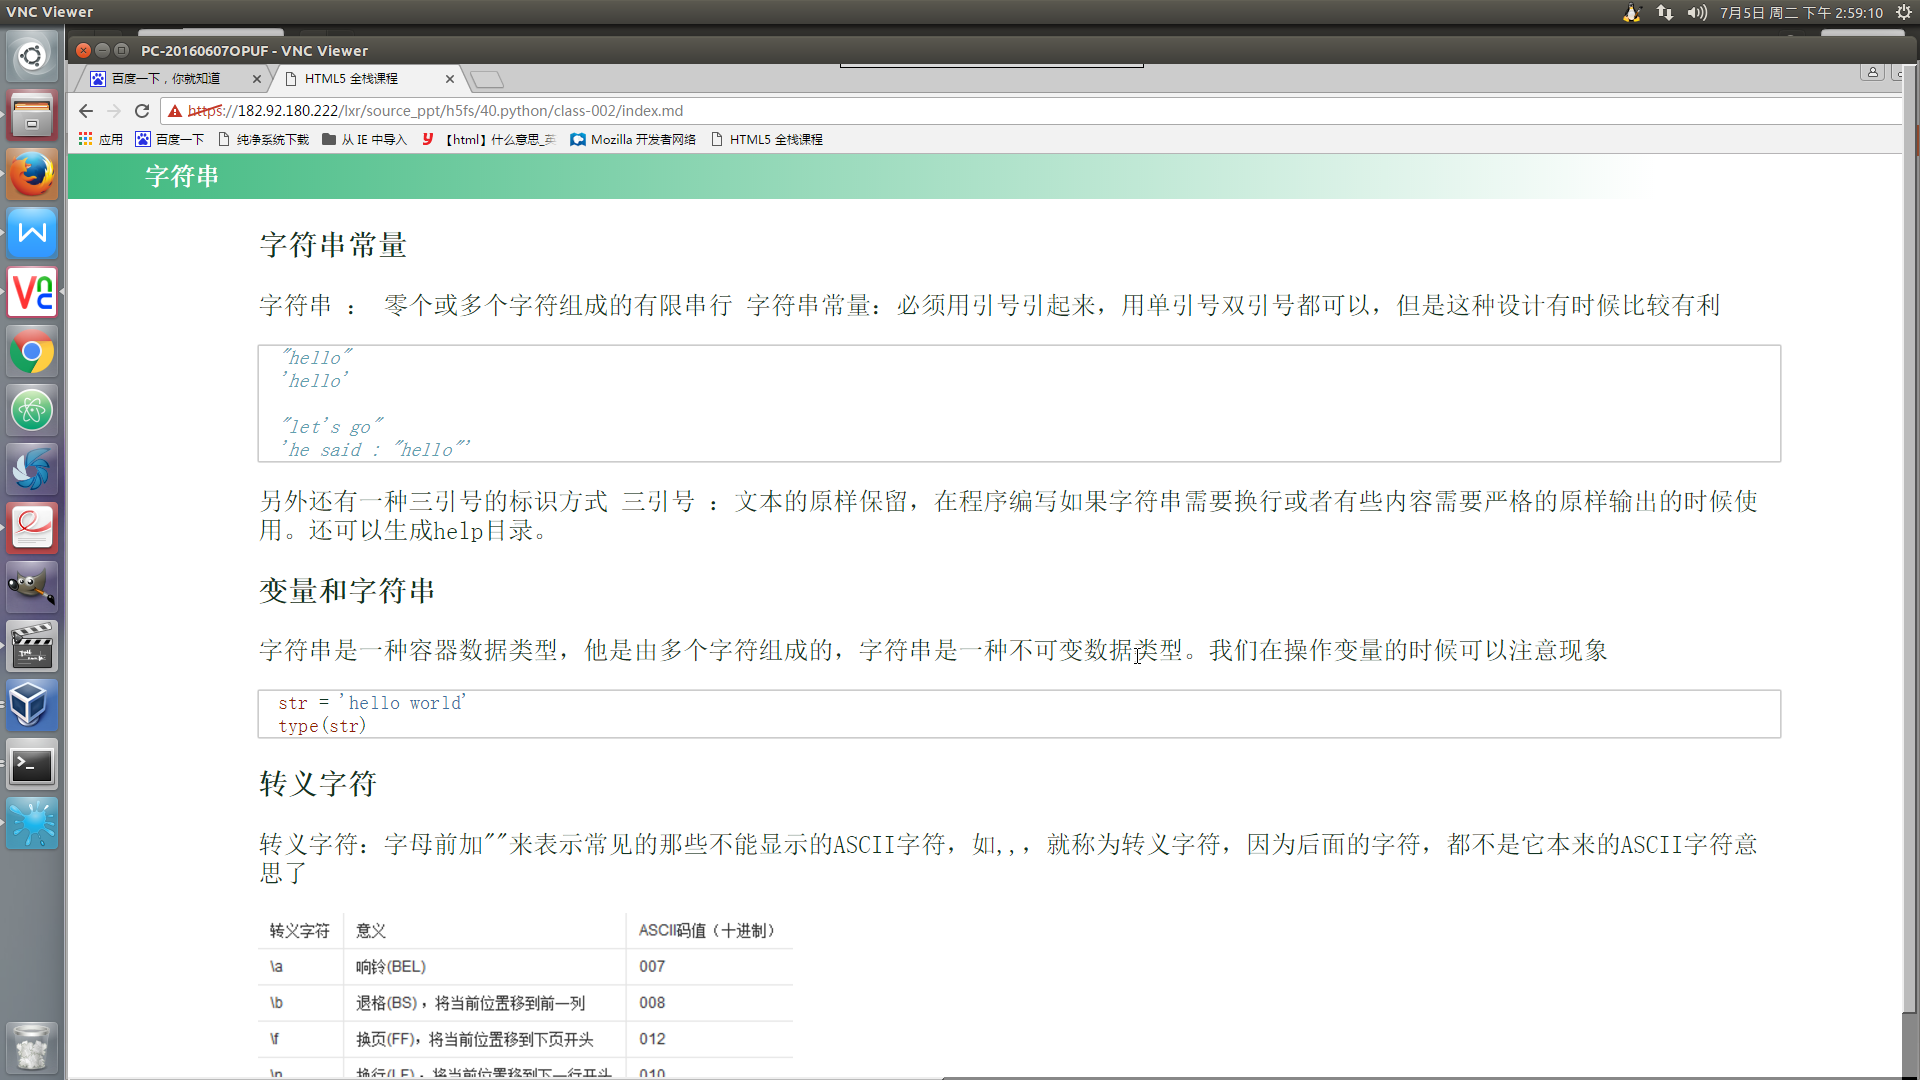 VNC Viewer
7月5日 周二 下午 2:59:10
PC-20160607OPUF - VNC Viewer
百度一下，你就知道
HTML5 全栈课程
https://182.92.180.222/lxr/source_ppt/h5fs/40.python/class-002/index.md
应用 百度一下 纯净系统下载 从 IE 中导入 【html】什么意思_英 Mozilla 开发者网络 HTML5 全栈课程
字符串
字符串常量
字符串 ： 零个或多个字符组成的有限串行 字符串常量：必须用引号引起来，用单引号双引号都可以，但是这种设计有时候比较有利
"hello"
'hello'
"let's go"
'he said : "hello"'
另外还有一种三引号的标识方式 三引号 ：文本的原样保留，在程序编写如果字符串需要换行或者有些内容需要严格的原样输出的时候使
用。还可以生成help目录。
变量和字符串
字符串是一种容器数据类型，他是由多个字符组成的，字符串是一种不可变数据类型。我们在操作变量的时候可以注意现象
str = 'hello world'
type(str)
转义字符
转义字符：字母前加""来表示常见的那些不能显示的ASCII字符，如,,，就称为转义字符，因为后面的字符，都不是它本来的ASCII字符意
思了
转义字符 意义 ASCII码值（十进制）
\a 响铃(BEL) 007
\b 退格(BS) ，将当前位置移到前一列 008
\f 换页(FF)，将当前位置移到下页开头 012
\n 换行(LF) ，将当前位置移到下一行开头 010